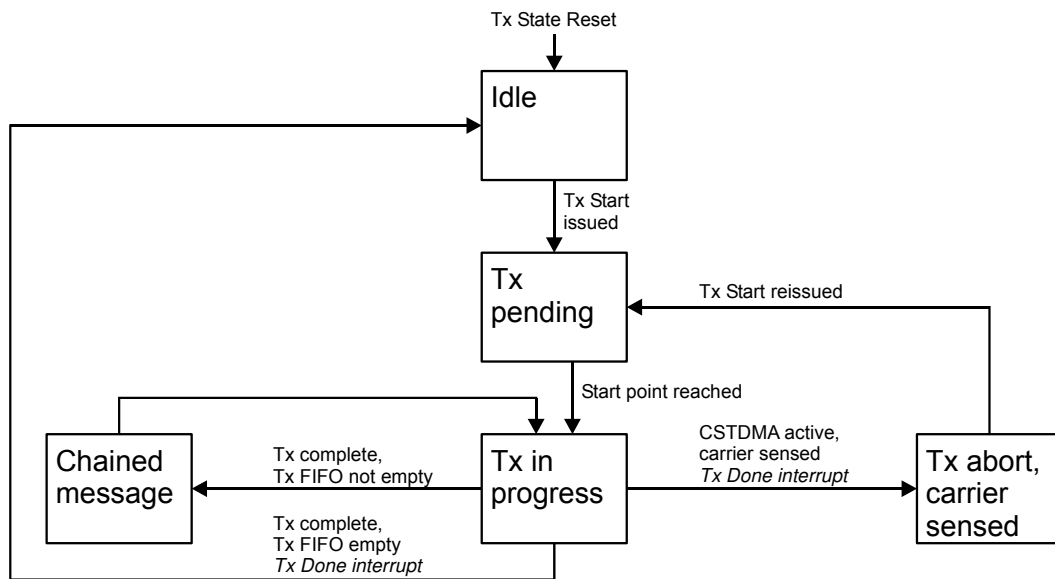 Tx State Reset
Idle
Tx Start
issued
Tx
pending
Tx Start reissued
Start point reached
Chained
message
Tx complete,
Tx FIFO not empty
Tx in
progress
CSTDMA active,
carrier sensed
Tx Done interrupt
Tx abort,
carrier
sensed
Tx complete,
Tx FIFO empty
Tx Done interrupt